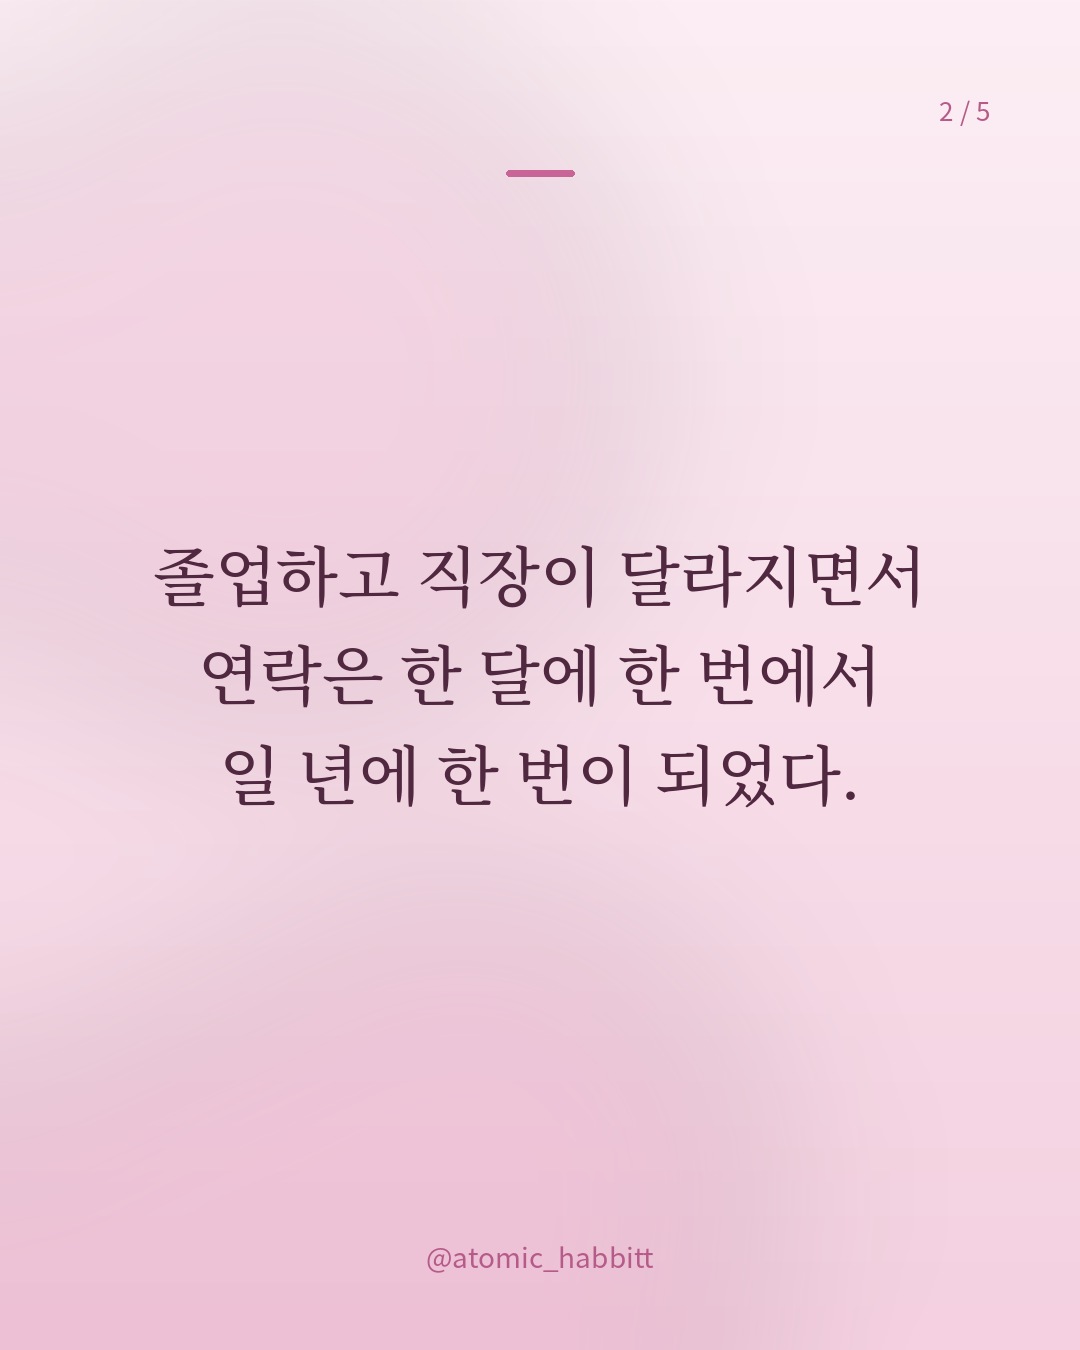 2 / 5
졸업하고 직장이 달라지면서
연락은 한 달에 한 번에서
일 년에 한 번이 되었다.
@atomic_habbitt